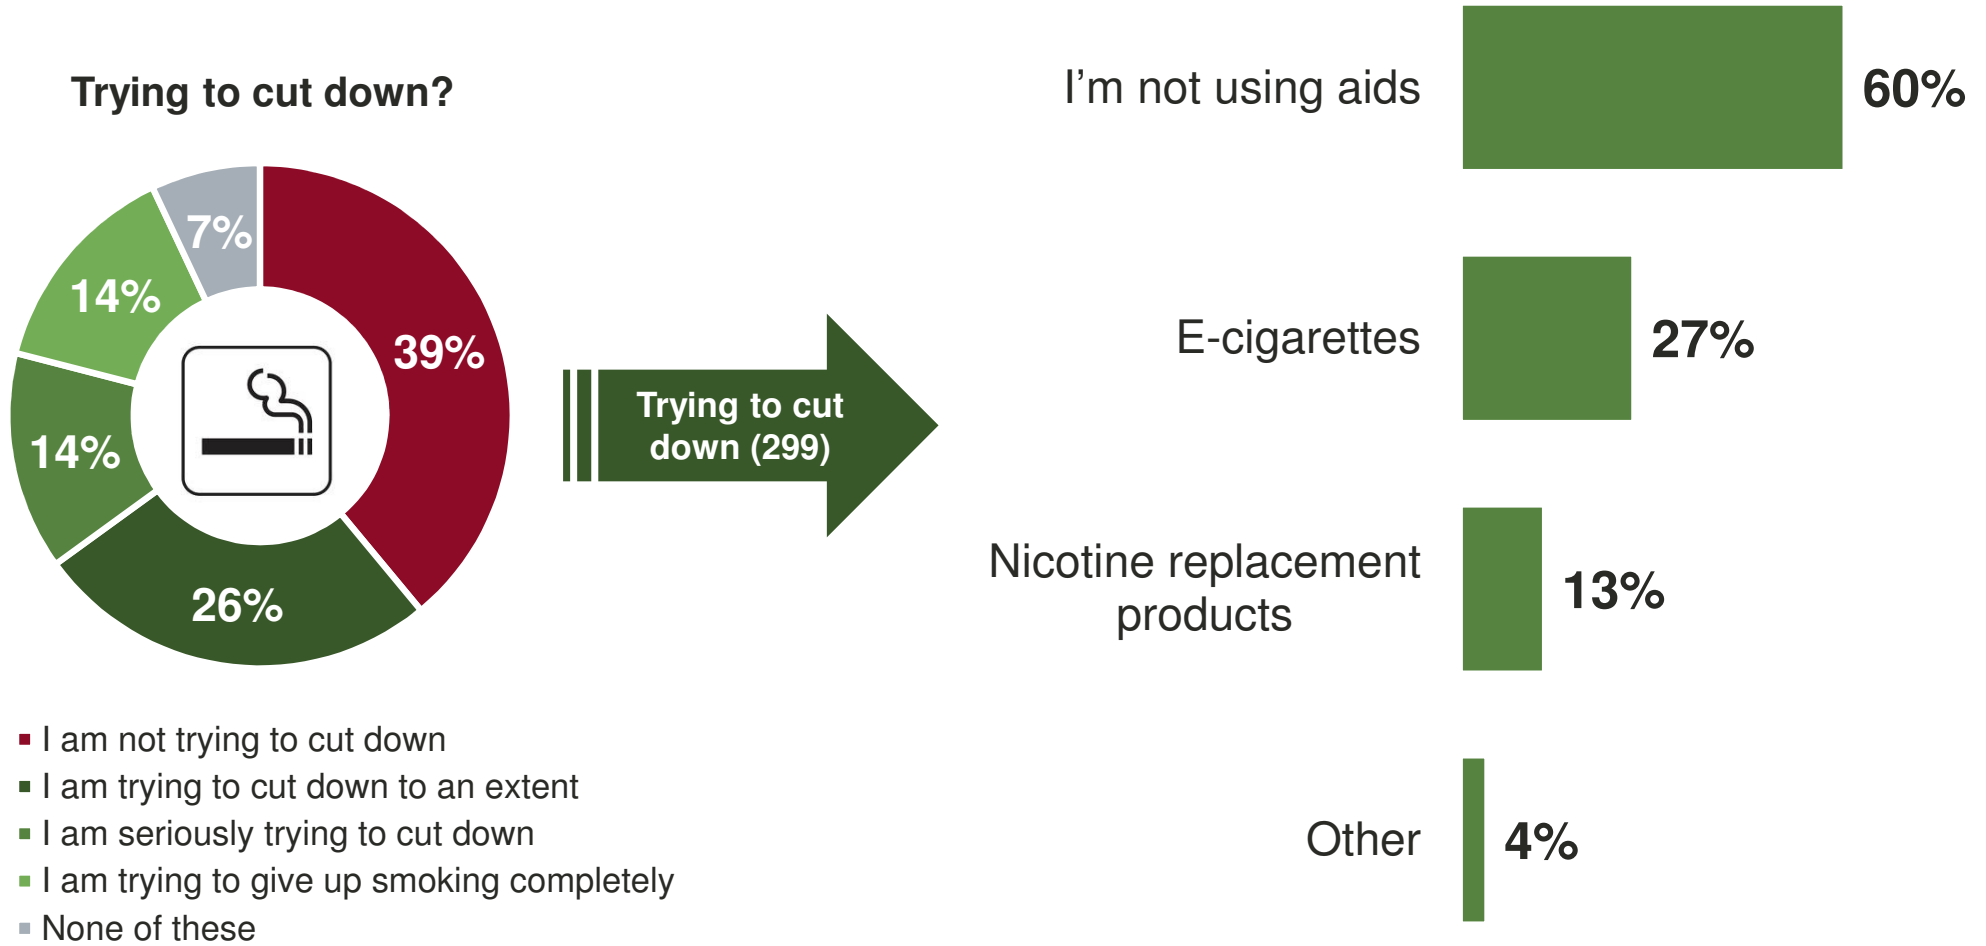 Trying to cut down?
7%
39%
14%
14%
26%
I am not trying to cut down
I am trying to cut down to an extent
I am seriously trying to cut down
I am trying to give up smoking completely
None of these
Trying to cut
down (299)
I’m not using aids
60%
E-cigarettes
27%
Nicotine replacement
products
13%
Other
4%